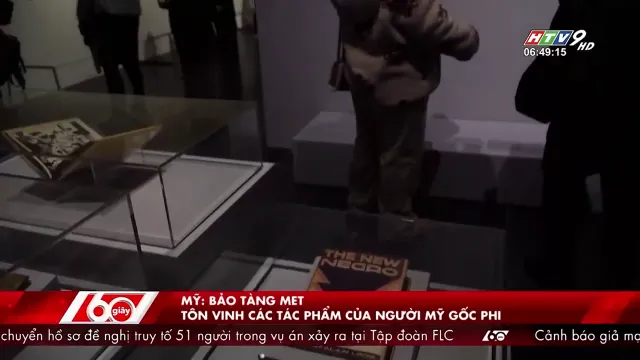 HTV9 HD
06:49:15
THE NEW
NEGRO
60 giây
MỸ: BẢO TÀNG MET
TÔN VINH CÁC TÁC PHẨM CỦA NGƯỜI MỸ GỐC PHI
chuyển hồ sơ đề nghị truy tố 51 người trong vụ án xảy ra tại Tập đoàn FLC 60 giây Cảnh báo giả mạ